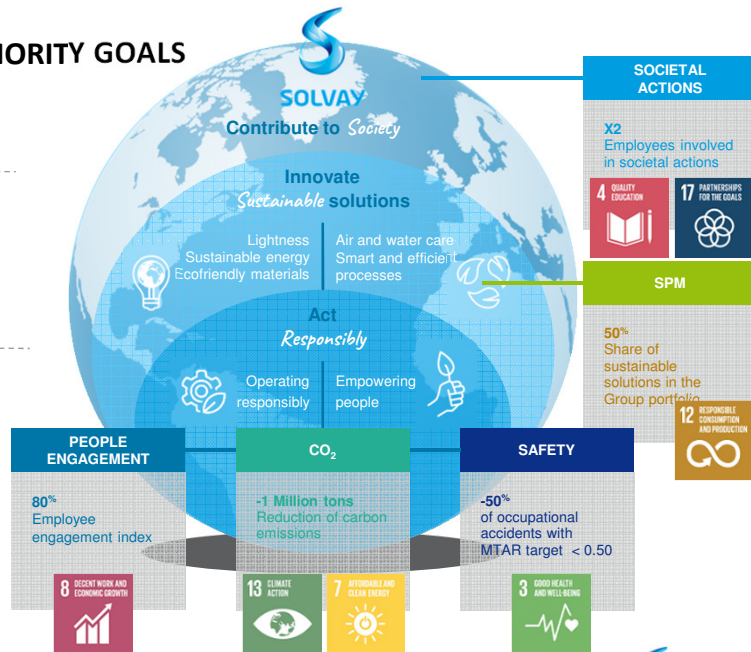 IORITY GOALS
SOLVAY
Contribute to Society
Innovate
Sustainable solutions
Lightness
Sustainable energy
Ecofriendly materials
Air and water care
Smart and efficient
processes
Act
Responsibly
Operating
responsibly
Empowering
people
SOCIETAL
ACTIONS
X2
Employees involved
in societal actions
4 QUALITY
EDUCATION
17 PARTNERSHIPS
FOR THE GOALS
SPM
50%
Share of
sustainable
solutions in the
Group portfolio
12 RESPONSIBLE
CONSUMPTION
AND PRODUCTION
PEOPLE
ENGAGEMENT
80%
Employee
engagement index
8 DECENT WORK AND
ECONOMIC GROWTH
CO2
-1 Million tons
Reduction of carbon
emissions
13 CLIMATE
ACTION
7 AFFORDABLE AND
CLEAN ENERGY
SAFETY
-50%
of occupational
accidents with
MTAR target < 0.50
3 GOOD HEALTH
AND WELL-BEING